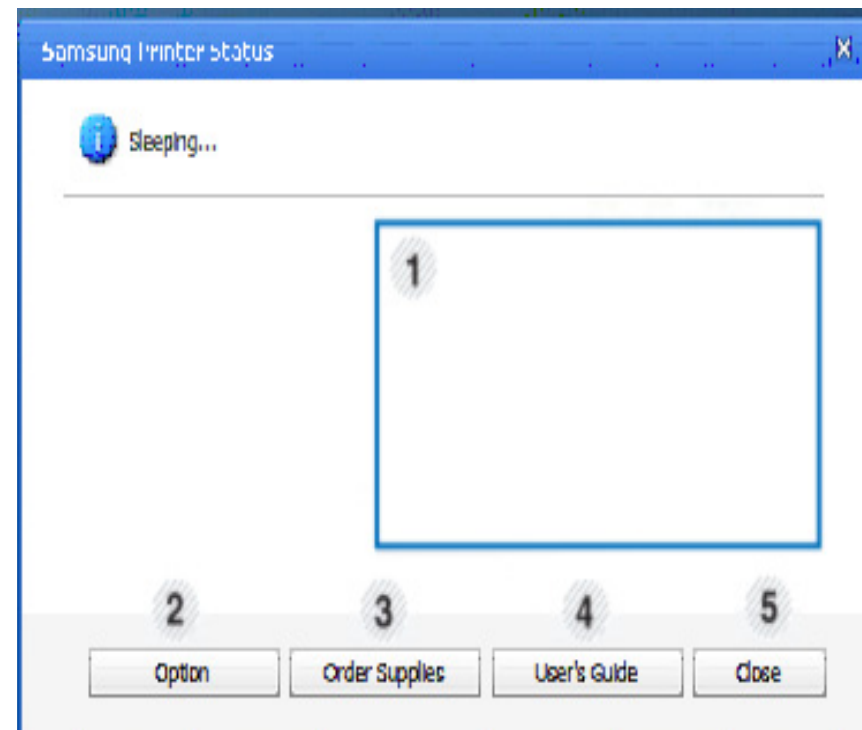 Samsung Printer Status
Sleeping...
1
2
3
4
5
Option
Order Supplies
User's Guide
Close